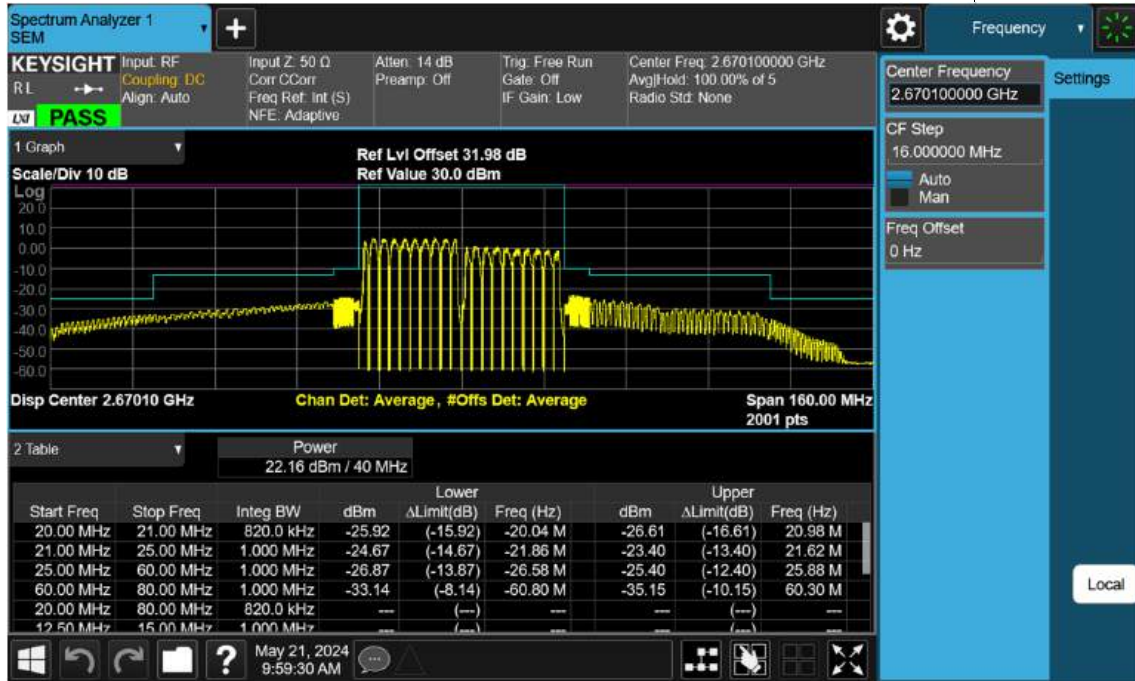 Spectrum Analyzer 1
SEM
Frequency
KEYSIGHT
R L
LXI PASS
Input: RF
Coupling: DC
Align: Auto
Input Z: 50 Ω
Corr CCorr
Freq Ref: Int (S)
NFE: Adaptive
Atten: 14 dB
Preamp: Off
Trig: Free Run
Gate: Off
IF Gain: Low
Center Freq: 2.670100000 GHz
Avg|Hold: 100.00% of 5
Radio Std: None
Center Frequency
2.670100000 GHz
Settings
CF Step
16.000000 MHz
Auto
Man
Freq Offset
0 Hz
Local
1 Graph
Scale/Div 10 dB
Ref Lvl Offset 31.98 dB
Ref Value 30.0 dBm
Log
20.0
10.0
0.00
-10.0
-20.0
-30.0
-40.0
-50.0
-60.0
Disp Center 2.67010 GHz
Chan Det: Average, #Offs Det: Average
Span 160.00 MHz
2001 pts
2 Table
Power
22.16 dBm / 40 MHz
Lower Upper
Start Freq Stop Freq Integ BW dBm ΔLimit(dB) Freq (Hz) dBm ΔLimit(dB) Freq (Hz)
20.00 MHz 21.00 MHz 820.0 kHz -25.92 (-15.92) -20.04 M -26.61 (-16.61) 20.98 M
21.00 MHz 25.00 MHz 1.000 MHz -24.67 (-14.67) -21.86 M -23.40 (-13.40) 21.62 M
25.00 MHz 60.00 MHz 1.000 MHz -26.87 (-13.87) -26.58 M -25.40 (-12.40) 25.88 M
60.00 MHz 80.00 MHz 1.000 MHz -33.14 (-8.14) -60.80 M -35.15 (-10.15) 60.30 M
20.00 MHz 80.00 MHz 820.0 kHz --- (---) --- --- (---) ---
12.50 MHz 15.00 MHz 1.000 MHz --- (---) --- --- (---) ---
?
May 21, 2024
9:59:30 AM